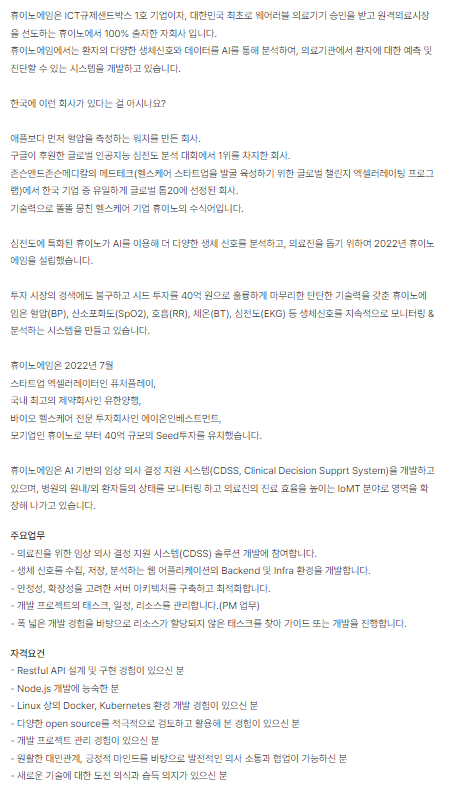 휴이노에임은 ICT규제샌드박스 1호 기업이자, 대한민국 최초로 웨어러블 의료기기 승인을 받고 원격의료시장
을 선도하는 휴이노에서 100% 출자한 자회사 입니다.
휴이노에임에서는 환자의 다양한 생체신호와 데이터를 AI를 통해 분석하여, 의료기관에서 환자에 대한 예측 및
진단할 수 있는 시스템을 개발하고 있습니다.
한국에 이런 회사가 있다는 걸 아시나요?
애플보다 먼저 혈압을 측정하는 워치를 만든 회사.
구글이 후원한 글로벌 인공지능 심전도 분석 대회에서 1위를 차지한 회사.
존슨앤드존슨메디칼의 메드테크(헬스케어 스타트업을 발굴 육성하기 위한 글로벌 챌린지 엑셀러레이팅 프로그
램)에서 한국 기업 중 유일하게 글로벌 톱20에 선정된 회사.
기술력으로 똘똘 뭉친 헬스케어 기업 휴이노의 수식어입니다.
심전도에 특화된 휴이노가 AI를 이용해 더 다양한 생체 신호를 분석하고, 의료진을 돕기 위하여 2022년 휴이노
에임을 설립했습니다.
투자 시장의 경색에도 불구하고 시드 투자를 40억 원으로 훌륭하게 마무리한 탄탄한 기술력을 갖춘 휴이노에
임은 혈압(BP), 산소포화도(SpO2), 호흡(RR), 체온(BT), 심전도(EKG) 등 생체신호를 지속적으로 모니터링 &
분석하는 시스템을 만들고 있습니다.
휴이노에임은 2022년 7월
스타트업 엑셀러레이터인 퓨처플레이,
국내 최고의 제약회사인 유한양행,
바이오 헬스케어 전문 투자회사인 에이온인베스트먼트,
모기업인 휴이노로 부터 40억 규모의 Seed투자를 유치했습니다.
휴이노에임은 AI 기반의 임상 의사 결정 지원 시스템(CDSS, Clinical Decision Supprt System)을 개발하고
있으며, 병원의 원내/외 환자들의 상태를 모니터링 하고 의료진의 진료 효율을 높이는 IoMT 분야로 영역을 확
장해 나가고 있습니다.
주요업무
- 의료진을 위한 임상 의사 결정 지원 시스템(CDSS) 솔루션 개발에 참여합니다.
- 생체 신호를 수집, 저장, 분석하는 웹 어플리케이션의 Backend 및 Infra 환경을 개발합니다.
- 안정성, 확장성을 고려한 서버 아키텍처를 구축하고 최적화합니다.
- 개발 프로젝트의 태스크, 일정, 리소스를 관리합니다.(PM 업무)
- 폭 넓은 개발 경험을 바탕으로 리소스가 할당되지 않은 태스크를 찾아 가이드 또는 개발을 진행합니다.
자격요건
- Restful API 설계 및 구현 경험이 있으신 분
- Node.js 개발에 능숙한 분
- Linux 상의 Docker, Kubernetes 환경 개발 경험이 있으신 분
- 다양한 open source를 적극적으로 검토하고 활용해 본 경험이 있으신 분
- 개발 프로젝트 관리 경험이 있으신 분
- 원활한 대인관계, 긍정적 마인드를 바탕으로 발전적인 의사 소통과 협업이 가능하신 분
- 새로운 기술에 대한 도전 의식과 습득 의지가 있으신 분